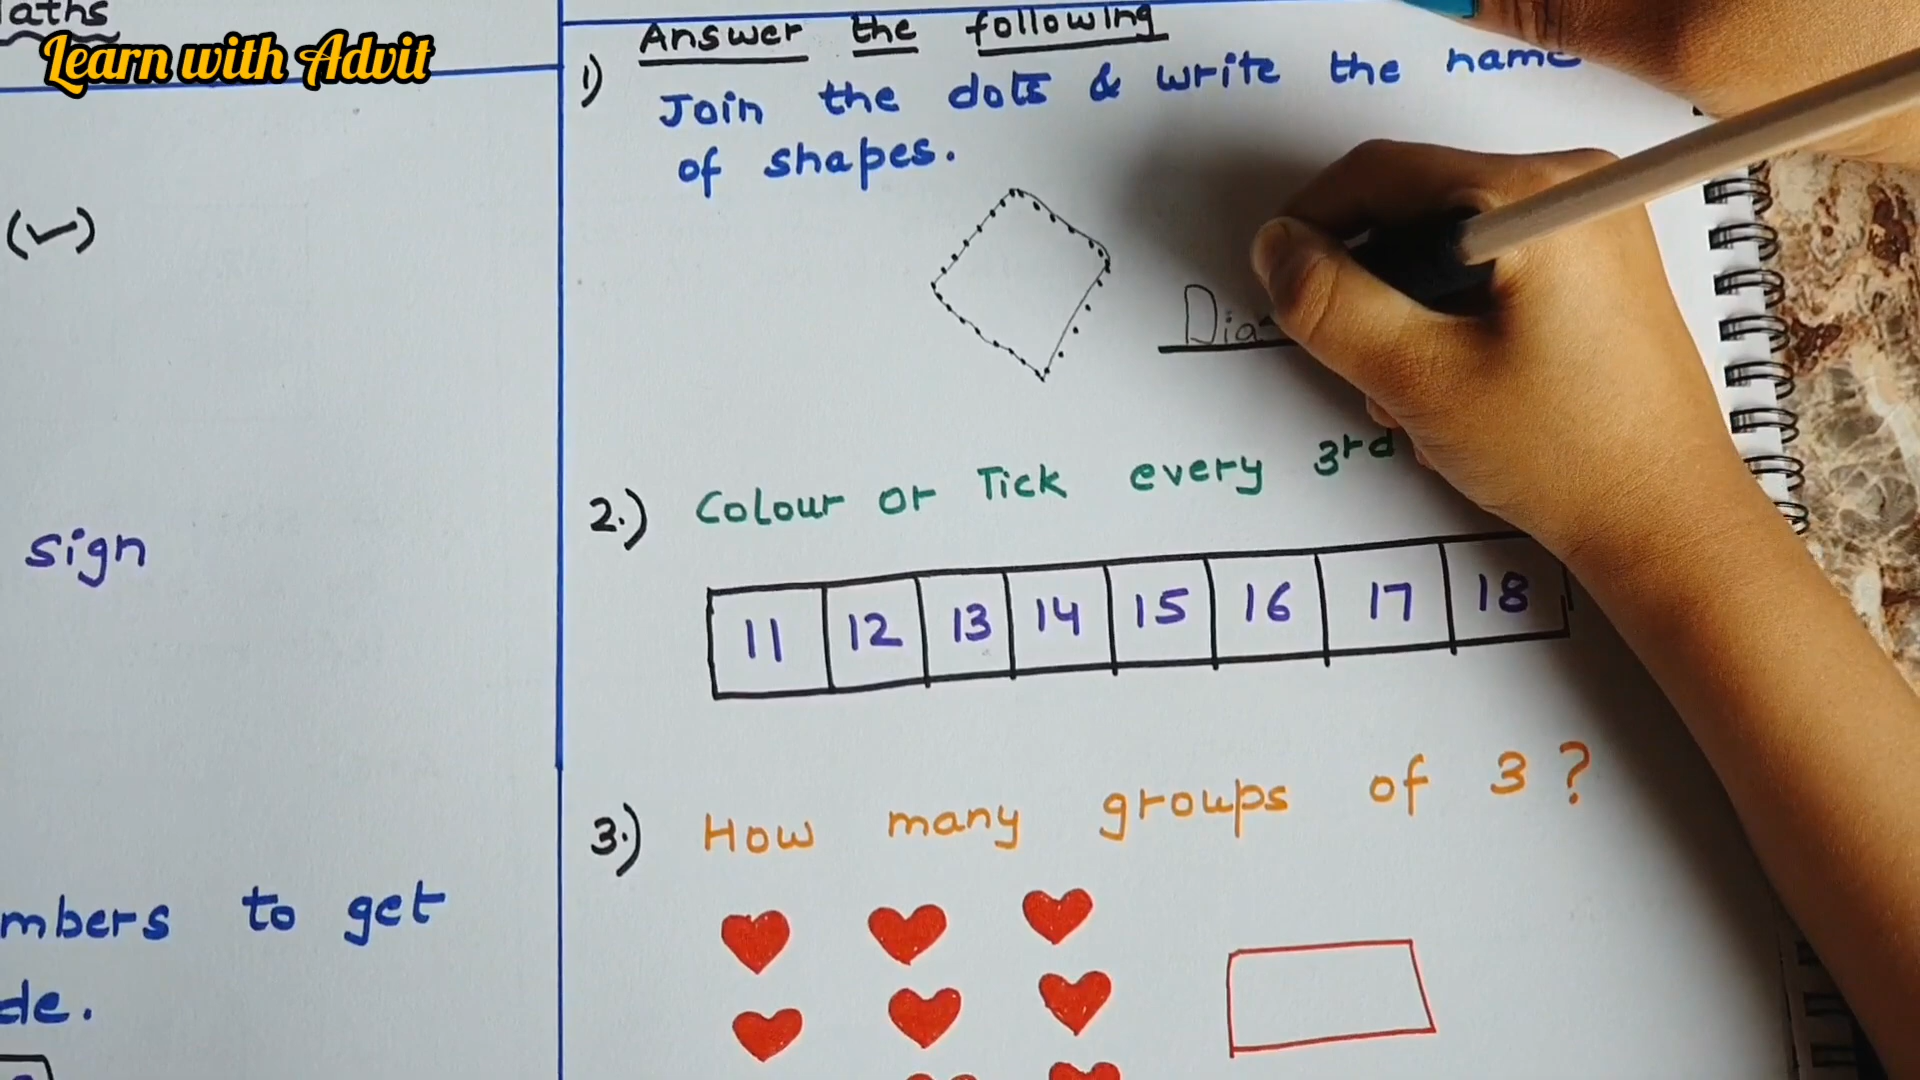 aths
Learn with Advit
(✓)
sign
mbers to get
de.
Answer the following
1) Join the dots & write the name
of shapes.
Dia
2.) Colour or Tick every 3rd
11 12 13 14 15 16 17 18
3.) How many groups of 3?